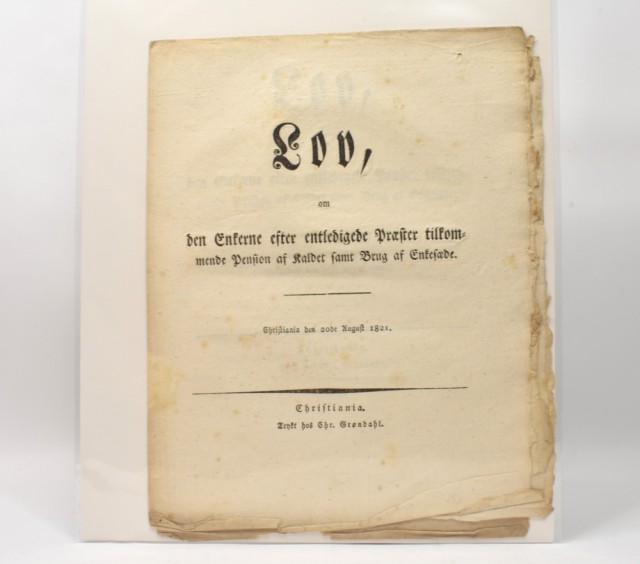 Lov,
om
den Enkerne efter entledigede Præster tilkom-
mende Pension af Kaldet samt Brug af Enkesæde.
Christiania den 20de August 1821.
Christiania.
Trykt hos Chr. Grøndahl.